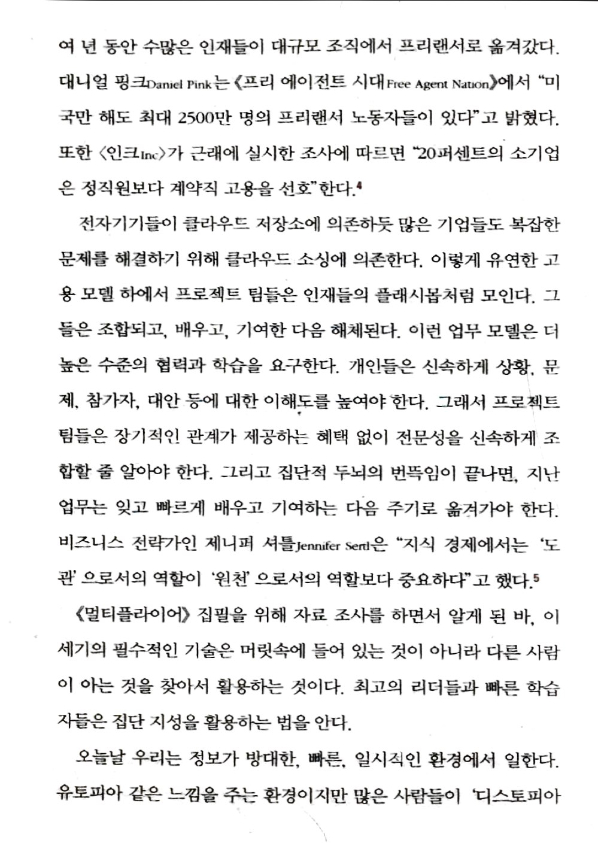 여 년 동안 수많은 인재들이 대규모 조직에서 프리랜서로 옮겨갔다.
대니얼 핑크Daniel Pink는 《프리 에이전트 시대Free Agent Nation》에서 “미
국만 해도 최대 2500만 명의 프리랜서 노동자들이 있다”고 밝혔다.
또한 〈인크Inc〉가 근래에 실시한 조사에 따르면 “20퍼센트의 소기업
은 정직원보다 계약직 고용을 선호”한다.4
전자기기들이 클라우드 저장소에 의존하듯 많은 기업들도 복잡한
문제를 해결하기 위해 클라우드 소싱에 의존한다. 이렇게 유연한 고
용 모델 하에서 프로젝트 팀들은 인재들의 플래시몹처럼 모인다. 그
들은 조합되고, 배우고, 기여한 다음 해체된다. 이런 업무 모델은 더
높은 수준의 협력과 학습을 요구한다. 개인들은 신속하게 상황, 문
제, 참가자, 대안 등에 대한 이해도를 높여야 한다. 그래서 프로젝트
팀들은 장기적인 관계가 제공하는 혜택 없이 전문성을 신속하게 조
합할 줄 알아야 한다. 그리고 집단적 두뇌의 번뜩임이 끝나면, 지난
업무는 잊고 빠르게 배우고 기여하는 다음 주기로 옮겨가야 한다.
비즈니스 전략가인 제니퍼 셔틀Jennifer Sertl은 “지식 경제에서는 ‘도
관’으로서의 역할이 ‘원천’으로서의 역할보다 중요하다”고 했다.5
《멀티플라이어》 집필을 위해 자료 조사를 하면서 알게 된 바, 이
세기의 필수적인 기술은 머릿속에 들어 있는 것이 아니라 다른 사람
이 아는 것을 찾아서 활용하는 것이다. 최고의 리더들과 빠른 학습
자들은 집단 지성을 활용하는 법을 안다.
오늘날 우리는 정보가 방대한, 빠른, 일시적인 환경에서 일한다.
유토피아 같은 느낌을 주는 환경이지만 많은 사람들이 ‘디스토피아